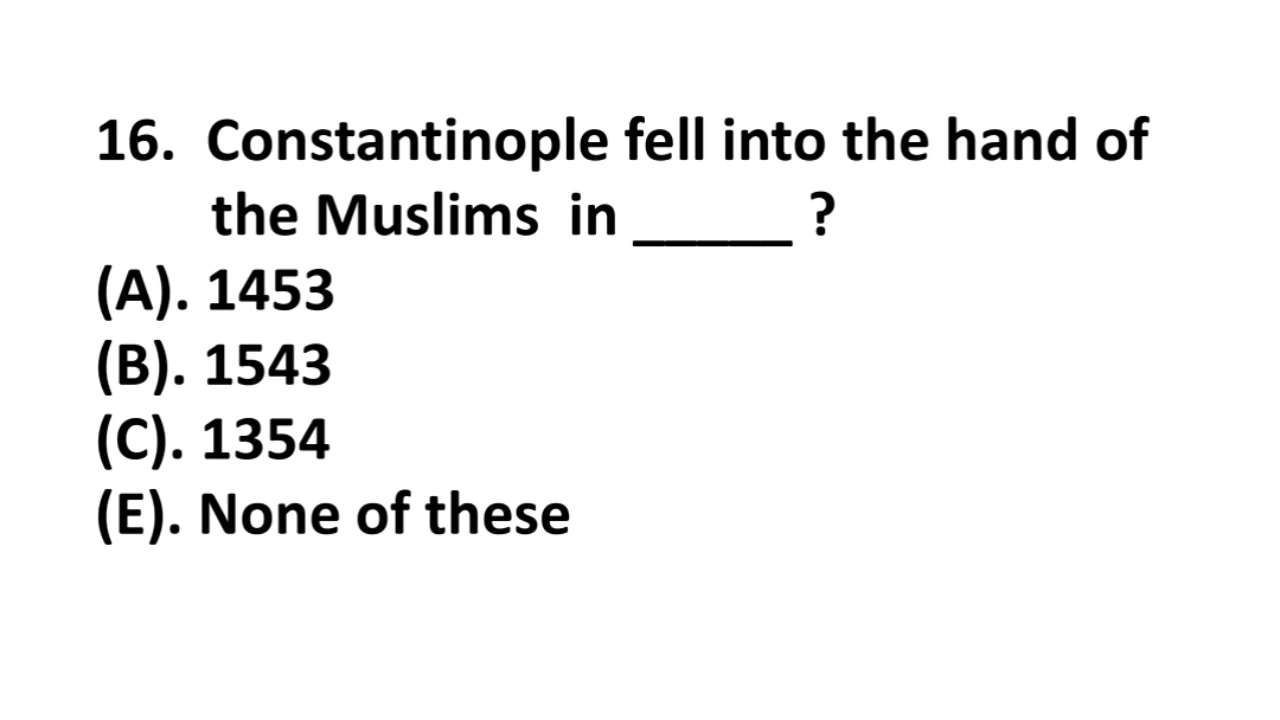 16. Constantinople fell into the hand of
the Muslims in _____ ?
(A). 1453
(B). 1543
(C). 1354
(E). None of these